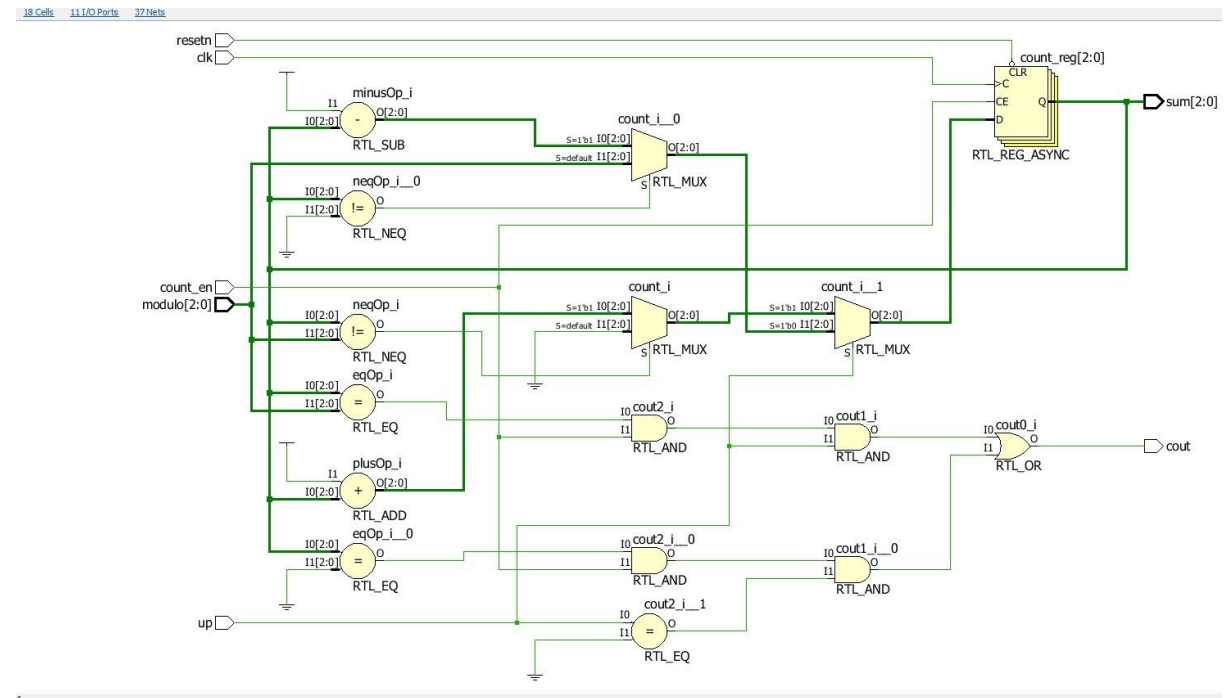 18 Cells 11 I/O Ports 37 Nets
resetn
clk
count_reg[2:0]
CLR
C
CE
D
Q
RTL_REG_ASYNC
sum[2:0]
minusOp_i
I1
I0[2:0]
-
O[2:0]
RTL_SUB
count_i__0
S=1'b1 I0[2:0]
S=default I1[2:0]
O[2:0]
S
RTL_MUX
neqOp_i__0
I0[2:0]
I1[2:0]
!=
O
RTL_NEQ
count_en
modulo[2:0]
neqOp_i
I0[2:0]
I1[2:0]
!=
O
RTL_NEQ
count_i
S=1'b1 I0[2:0]
S=default I1[2:0]
O[2:0]
S
RTL_MUX
count_i__1
S=1'b1 I0[2:0]
S=1'b0 I1[2:0]
O[2:0]
S
RTL_MUX
eqOp_i
I0[2:0]
I1[2:0]
=
O
RTL_EQ
cout2_i
I0
I1
O
RTL_AND
cout1_i
I0
I1
O
RTL_AND
cout0_i
I0
I1
O
RTL_OR
cout
plusOp_i
I1
I0[2:0]
+
O[2:0]
RTL_ADD
eqOp_i__0
I0[2:0]
I1[2:0]
=
O
RTL_EQ
cout2_i__0
I0
I1
O
RTL_AND
cout1_i__0
I0
I1
O
RTL_AND
up
cout2_i__1
I0
I1
=
O
RTL_EQ